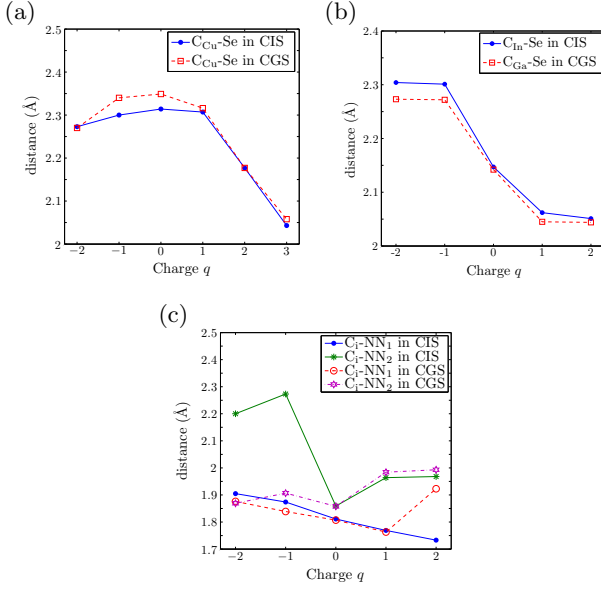 (a)
2.5
2.4
2.3
2.2
2.1
2
distance (Å)
−2 −1 0 1 2 3
Charge q
C_Cu-Se in CIS
C_Cu-Se in CGS
(b)
2.4
2.3
2.2
2.1
2
distance (Å)
-2 -1 0 1 2
Charge q
C_In-Se in CIS
C_Ga-Se in CGS
(c)
2.5
2.4
2.3
2.2
2.1
2
1.9
1.8
1.7
distance (Å)
−2 −1 0 1 2
Charge q
C_i-NN_1 in CIS
C_i-NN_2 in CIS
C_i-NN_1 in CGS
C_i-NN_2 in CGS